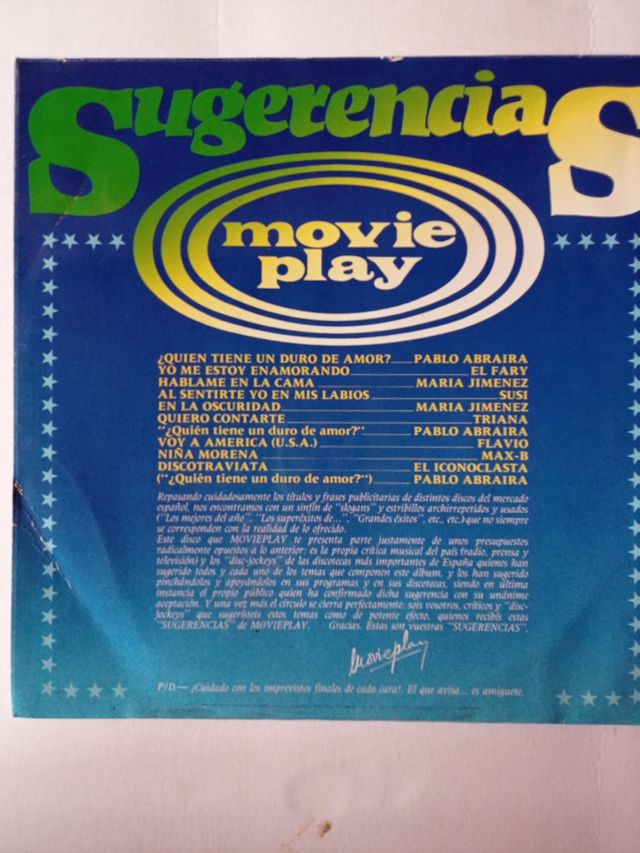 SugerenciaS
movie
play
¿QUIEN TIENE UN DURO DE AMOR? PABLO ABRAIRA
YO ME ESTOY ENAMORANDO EL FARY
HABLAME EN LA CAMA MARIA JIMENEZ
AL SENTIRTE YO EN MIS LABIOS SUSI
EN LA OSCURIDAD MARIA JIMENEZ
QUIERO CONTARTE TRIANA
"¿Quién tiene un duro de amor?" PABLO ABRAIRA
VOY A AMERICA (U.S.A.) FLAVIO
NIÑA MORENA MAX-B
DISCOTRAVIATA EL ICONOCLASTA
("¿Quién tiene un duro de amor?") PABLO ABRAIRA
Repasando cuidadosamente los títulos y frases publicitarias de distintos discos del mercado
español, nos encontramos con un sinfín de "slogans" y estribillos archirrepetidos y usados
("Los mejores del año", "Los superéxitos de...", "Grandes éxitos", etc., etc.) que no siempre
se corresponden con la realidad de lo ofrecido.
Este disco que MOVIEPLAY te presenta parte justamente de unos presupuestos
radicalmente opuestos a lo anterior: es la propia crítica musical del país (radio, prensa y
televisión) y los "disc-jockeys" de las discotecas más importantes de España quienes han
sugerido todos y cada uno de los temas que componen este álbum, y los han sugerido
pinchándolos y apoyándolos en sus programas y en sus discotecas, siendo en última
instancia el propio público quien ha confirmado dicha sugerencia con su unánime
aceptación. Y una vez más el círculo se cierra perfectamente: sois vosotros, críticos y "disc-
jockeys" que sugeristeis estos temas como de potente efecto, quienes recibís estas
"SUGERENCIAS" de MOVIEPLAY. Gracias. Estas son vuestras "SUGERENCIAS".
Movieplay
P/D.— ¡Cuidado con los imprevistos finales de cada cara!. El que avisa... es amiguete.